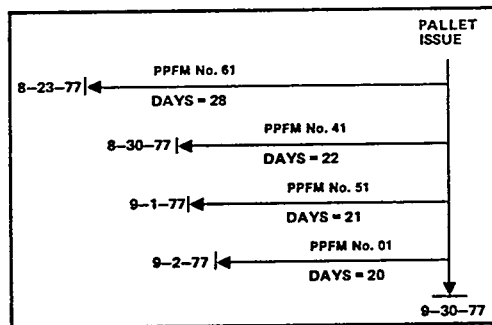 PALLET
ISSUE
PPFM No. 61
8–23–77
DAYS = 28
PPFM No. 41
8–30–77
DAYS = 22
PPFM No. 51
9–1–77
DAYS = 21
PPFM No. 01
9–2–77
DAYS = 20
9–30–77